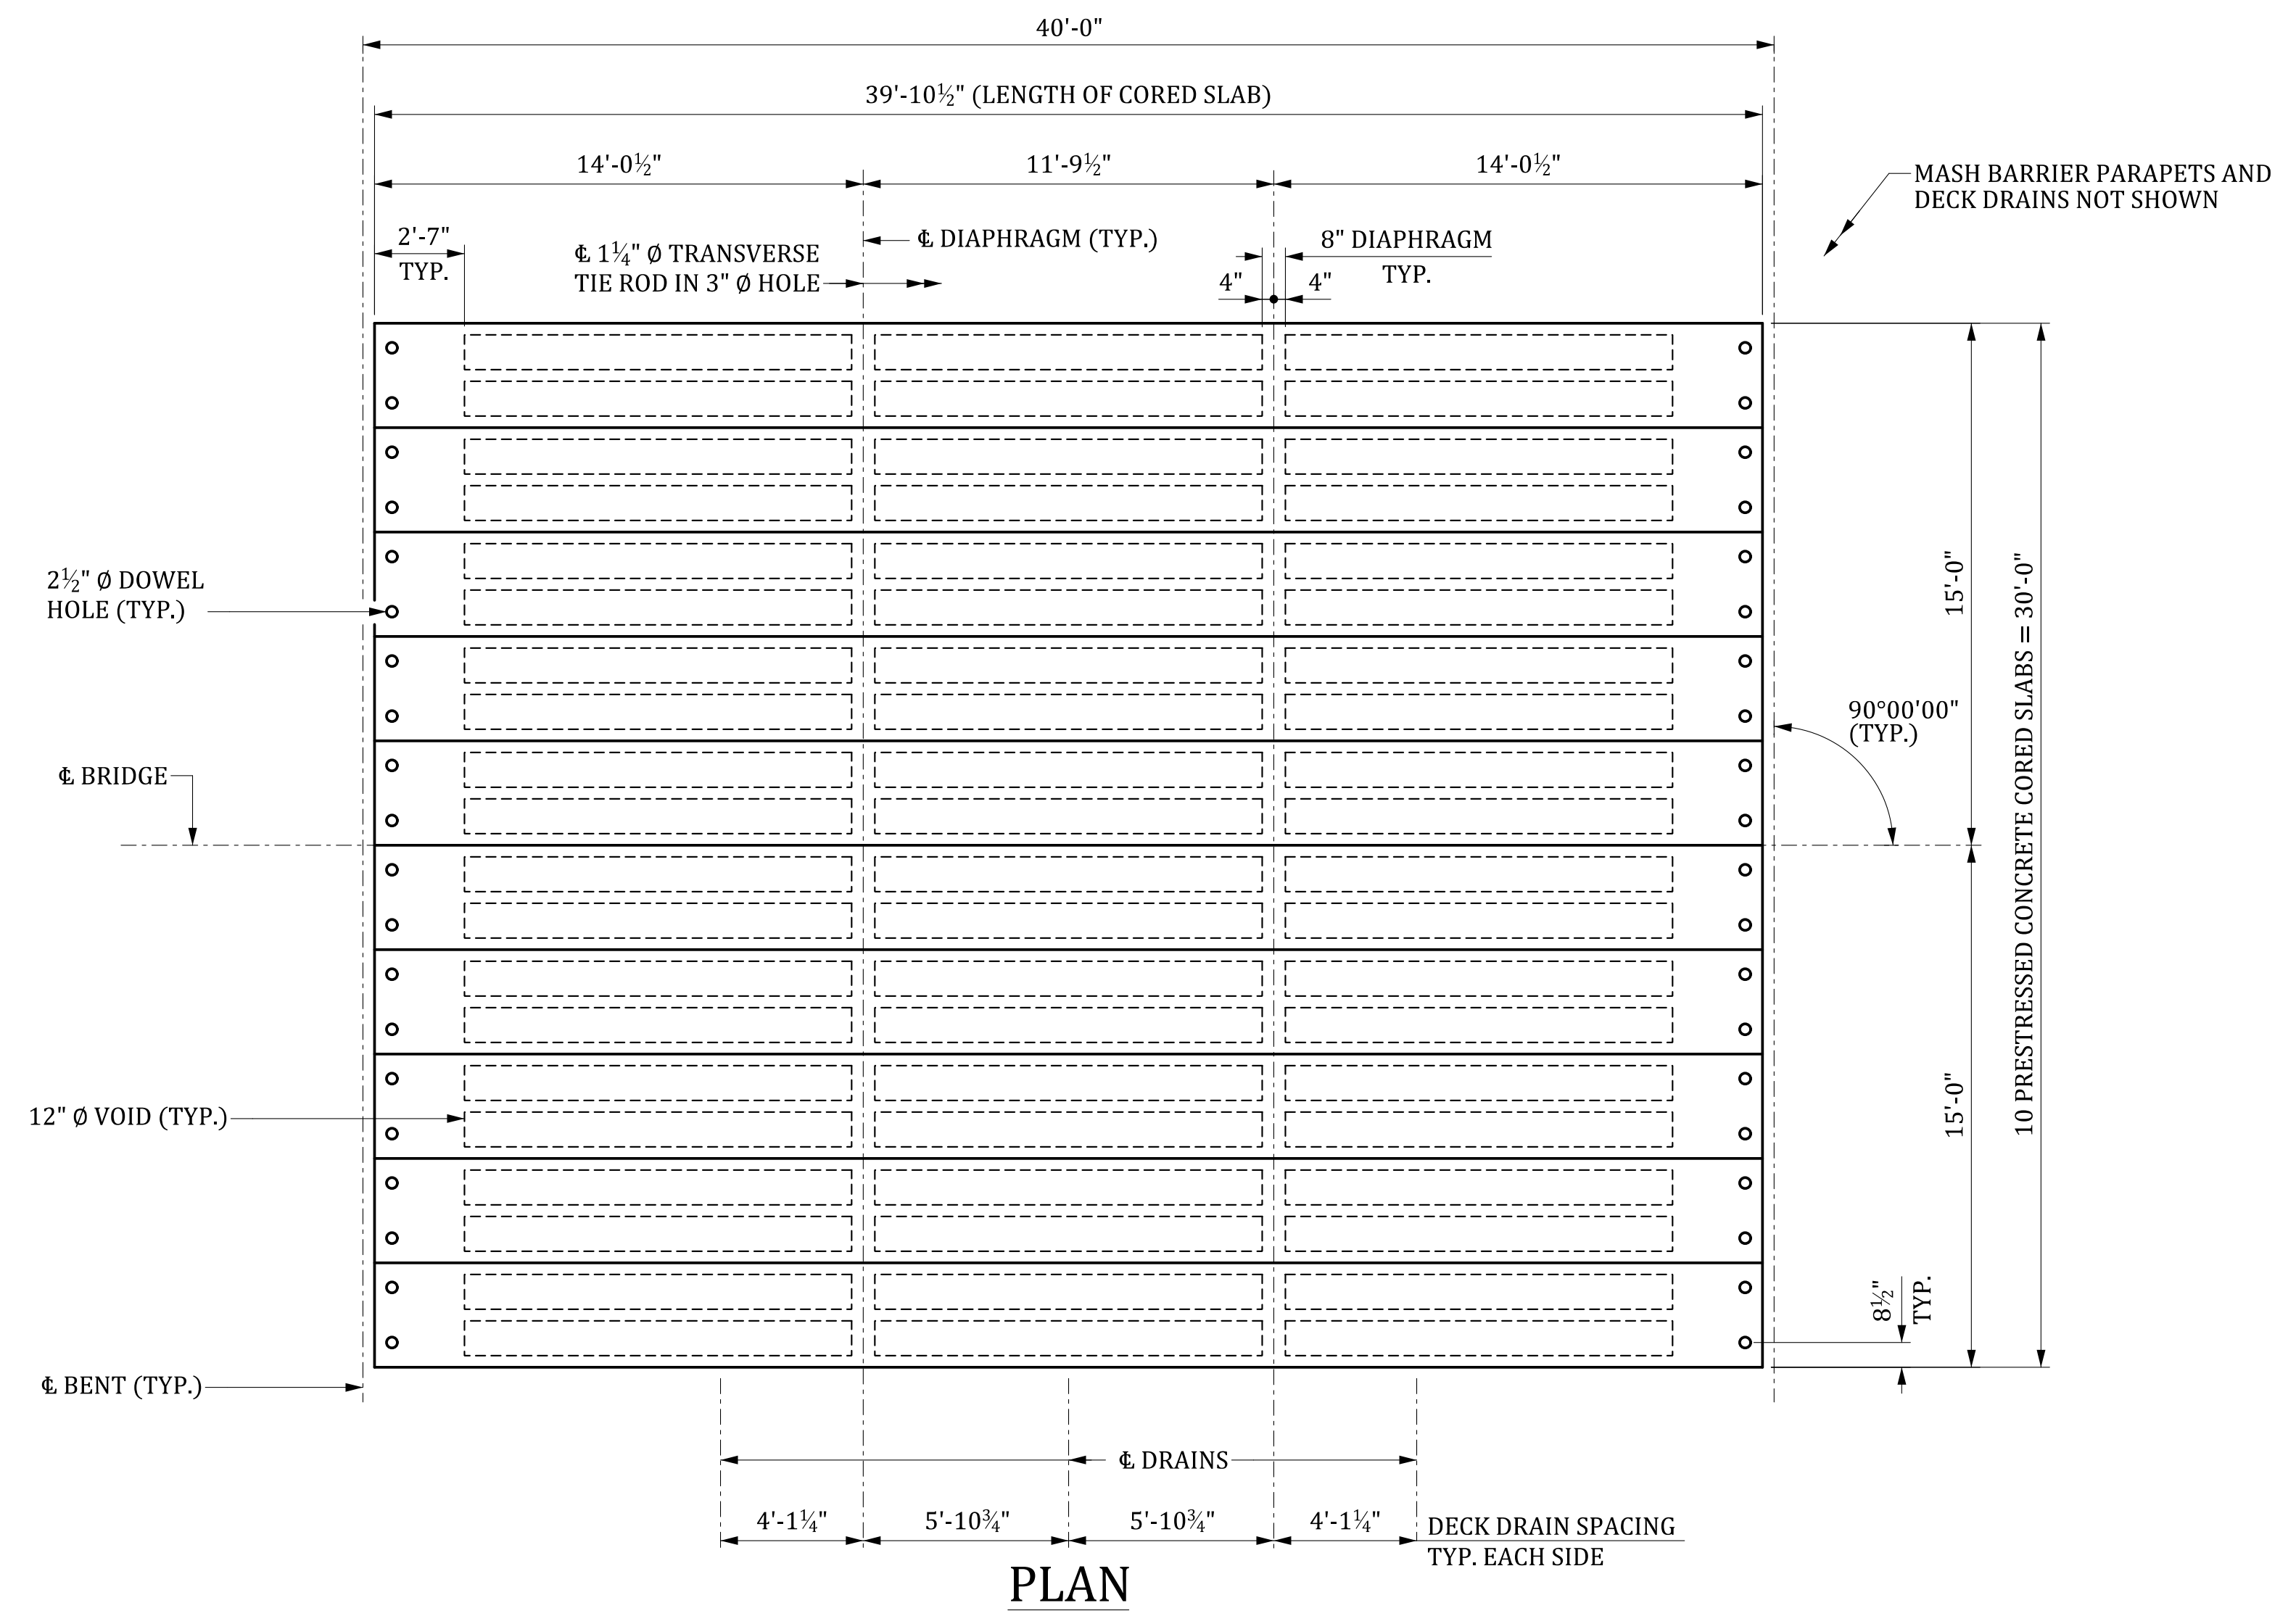 40'-0"
39'-10½" (LENGTH OF CORED SLAB)
14'-0½"
11'-9½"
14'-0½"
MASH BARRIER PARAPETS AND
DECK DRAINS NOT SHOWN
2'-7"
TYP.
℄ 1¼" Ø TRANSVERSE
TIE ROD IN 3" Ø HOLE
℄ DIAPHRAGM (TYP.)
8" DIAPHRAGM
TYP.
4"
4"
2½" Ø DOWEL
HOLE (TYP.)
15'-0"
10 PRESTRESSED CONCRETE CORED SLABS = 30'-0"
90°00'00"
(TYP.)
℄ BRIDGE
12" Ø VOID (TYP.)
15'-0"
8½"
TYP.
℄ BENT (TYP.)
℄ DRAINS
4'-1¼"
5'-10¾"
5'-10¾"
4'-1¼"
DECK DRAIN SPACING
TYP. EACH SIDE
PLAN